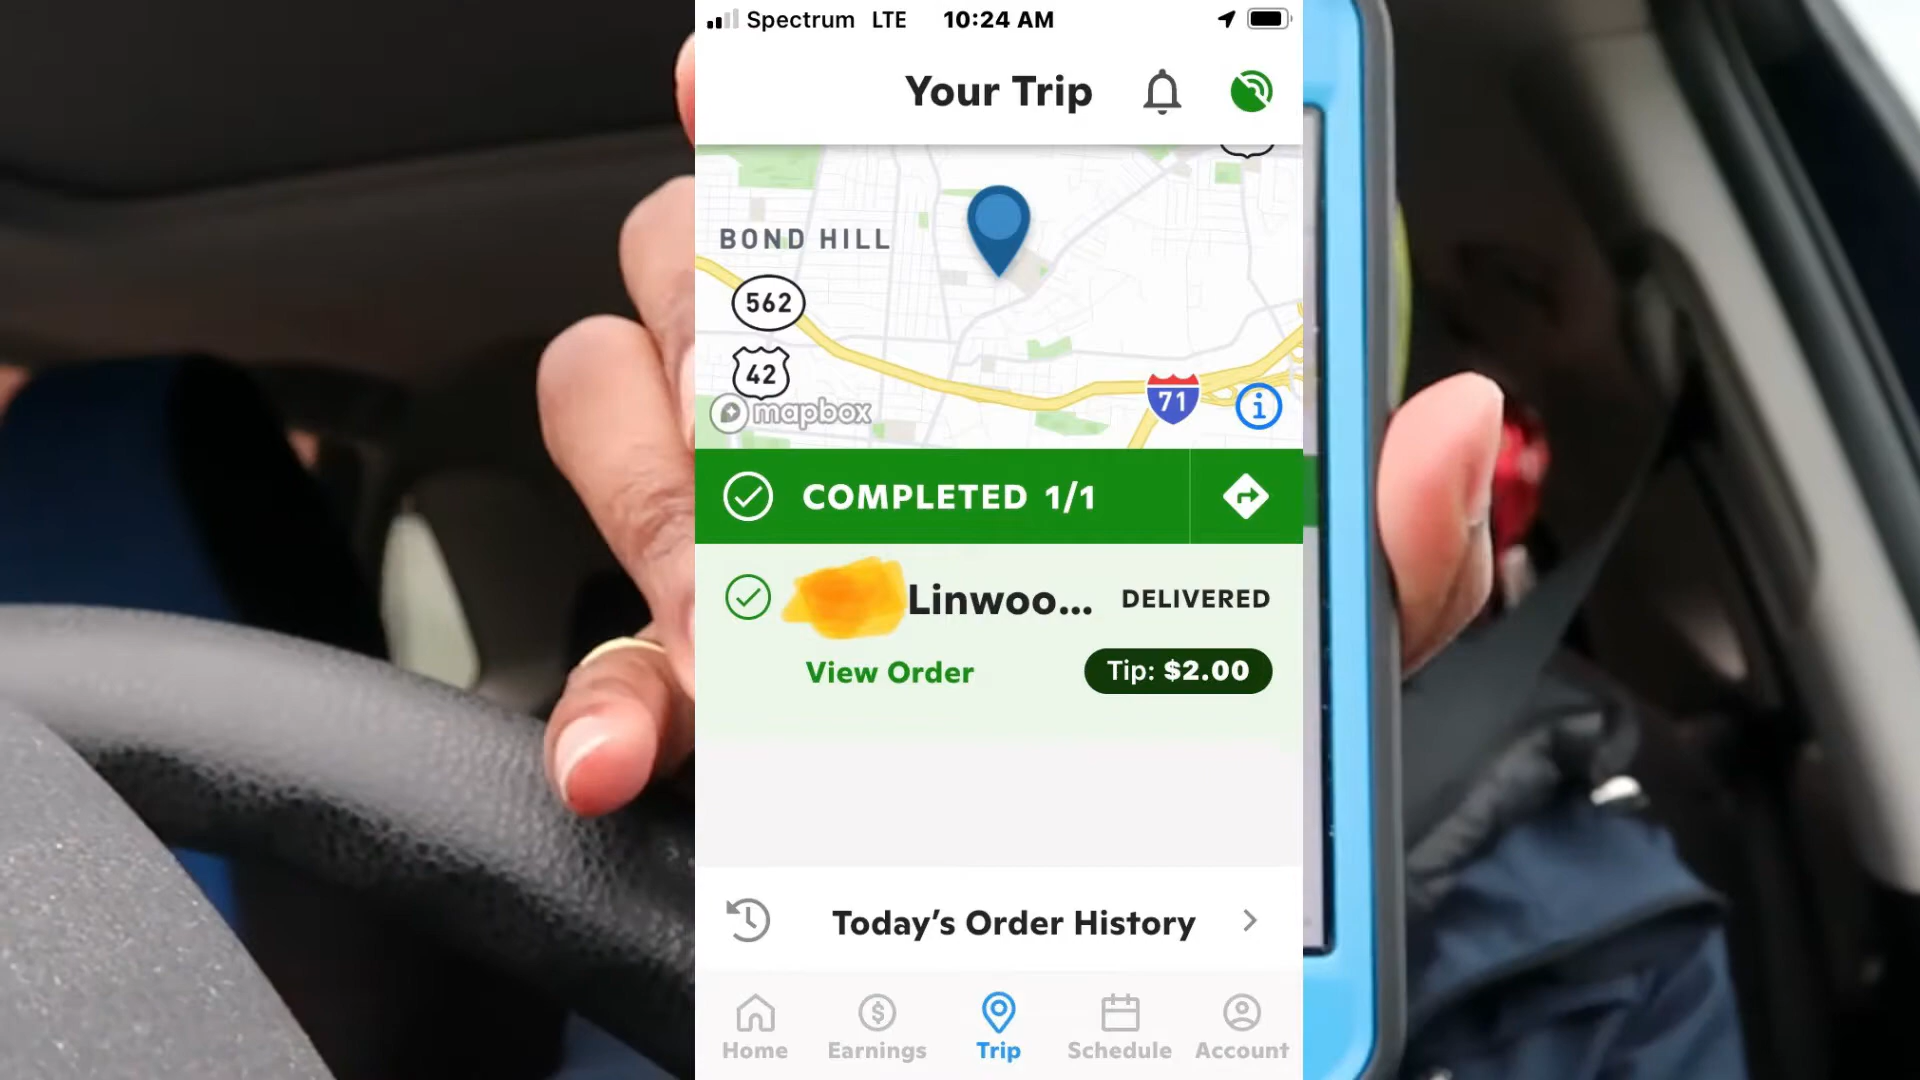 Spectrum LTE 10:24 AM
Your Trip
BOND HILL
562
42
mapbox
71
i
COMPLETED 1/1
Linwoo... DELIVERED
View Order Tip: $2.00
Today’s Order History
Home Earnings Trip Schedule Account